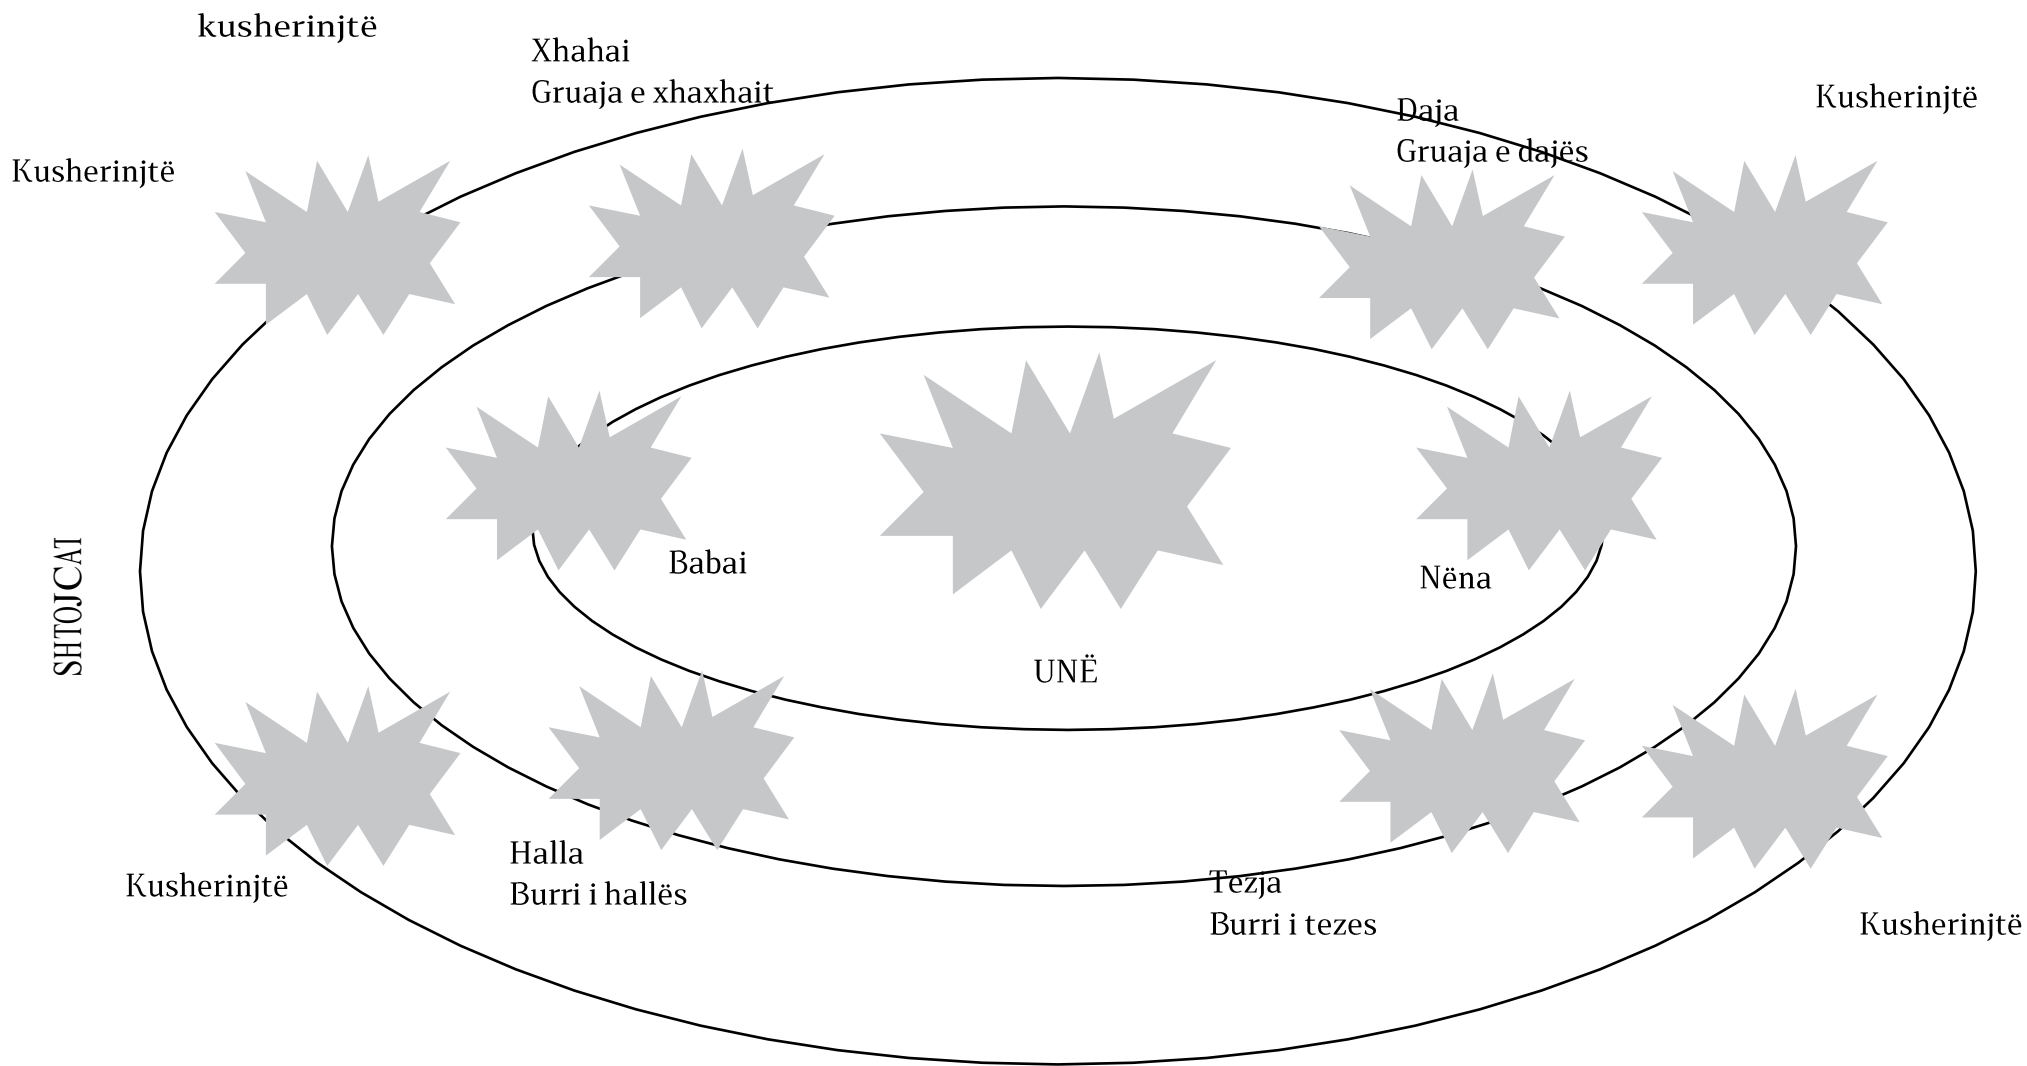 kusherinjtë
Xhahai
Gruaja e xhaxhait
Kusherinjtë
Daja
Gruaja e dajës
Kusherinjtë
Babai
Nëna
SHTOJCAI
UNË
Halla
Burri i hallës
Kusherinjtë
Tezja
Burri i tezes
Kusherinjtë